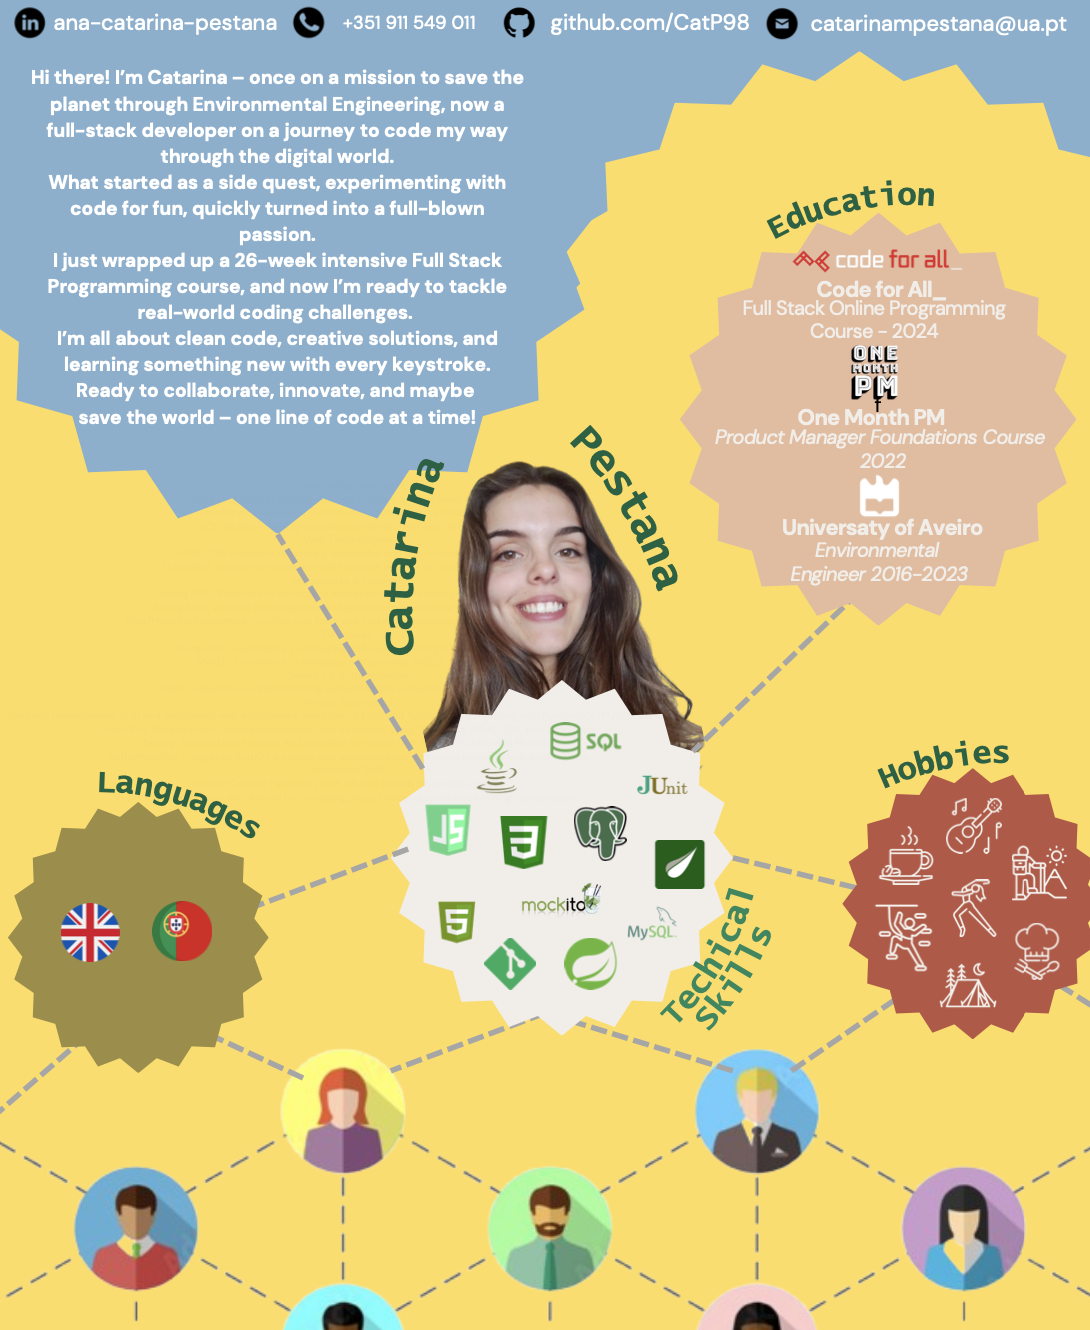 in ana-catarina-pestana +351 911 549 011 github.com/CatP98 catarinampestana@ua.pt
Hi there! I'm Catarina – once on a mission to save the
planet through Environmental Engineering, now a
full-stack developer on a journey to code my way
through the digital world.
What started as a side quest, experimenting with
code for fun, quickly turned into a full-blown
passion.
I just wrapped up a 26-week intensive Full Stack
Programming course, and now I'm ready to tackle
real-world coding challenges.
I'm all about clean code, creative solutions, and
learning something new with every keystroke.
Ready to collaborate, innovate, and maybe
save the world – one line of code at a time!
Education
code for all_
Code for All_
Full Stack Online Programming
Course - 2024
ONE
MONTH
PM
f
One Month PM
Product Manager Foundations Course
2022
Universaty of Aveiro
Environmental
Engineer 2016-2023
Catarina
Pestana
Languages
SQL
JUnit
JS
3
5
mockito
MySQL
Techical
Skills
Hobbies